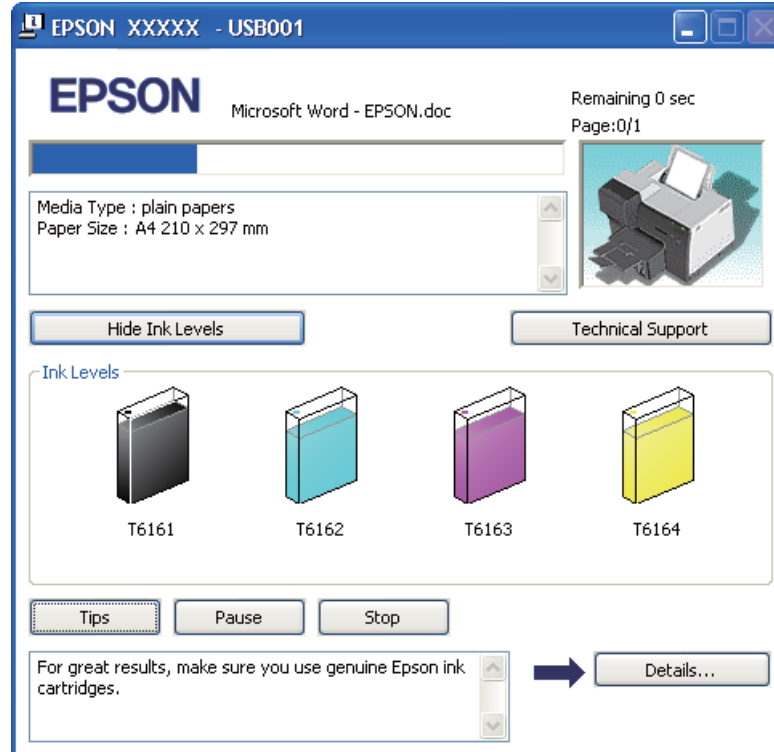 EPSON XXXXX - USB001
EPSON
Microsoft Word - EPSON.doc
Remaining 0 sec
Page:0/1
Media Type : plain papers
Paper Size : A4 210 x 297 mm
Hide Ink Levels
Technical Support
Ink Levels
T6161
T6162
T6163
T6164
Tips
Pause
Stop
For great results, make sure you use genuine Epson ink
cartridges.
Details...